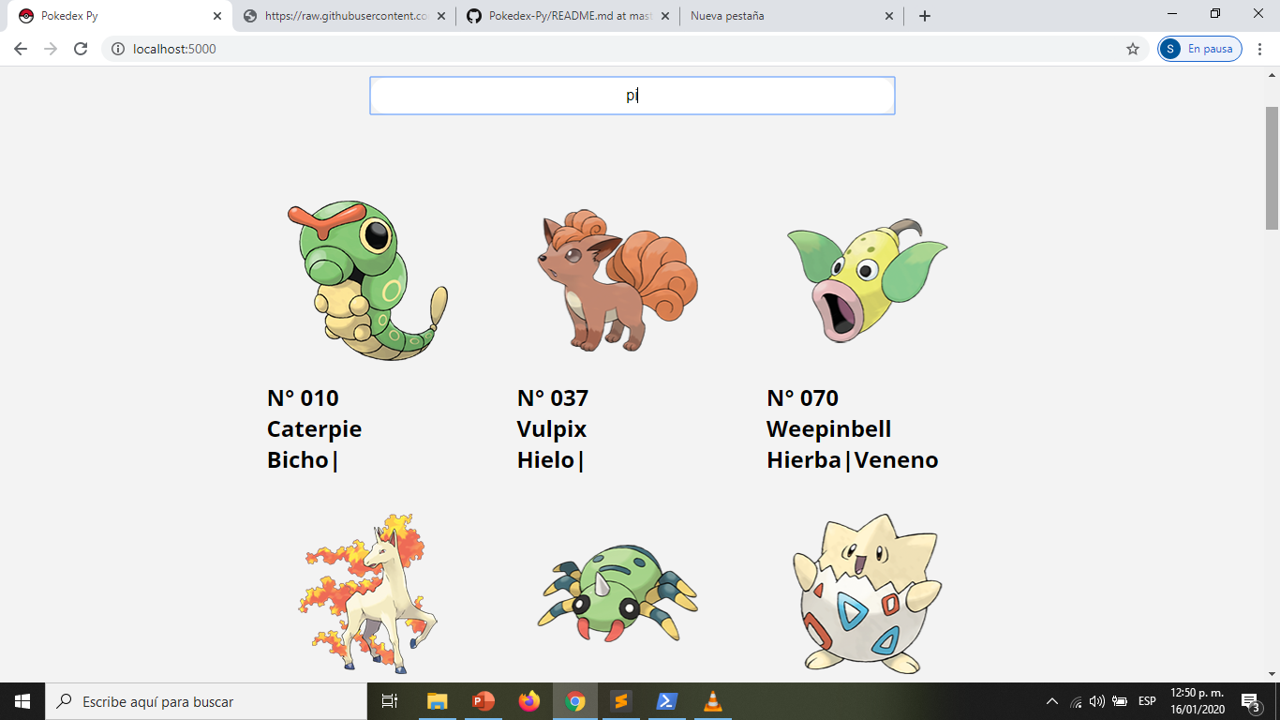 Pokedex Py
https://raw.githubusercontent.co
Pokedex-Py/README.md at mast
Nueva pestaña
localhost:5000
S
En pausa
pi
N° 010
Caterpie
Bicho|
N° 037
Vulpix
Hielo|
N° 070
Weepinbell
Hierba|Veneno
Escribe aquí para buscar
ESP
12:50 p. m.
16/01/2020
3